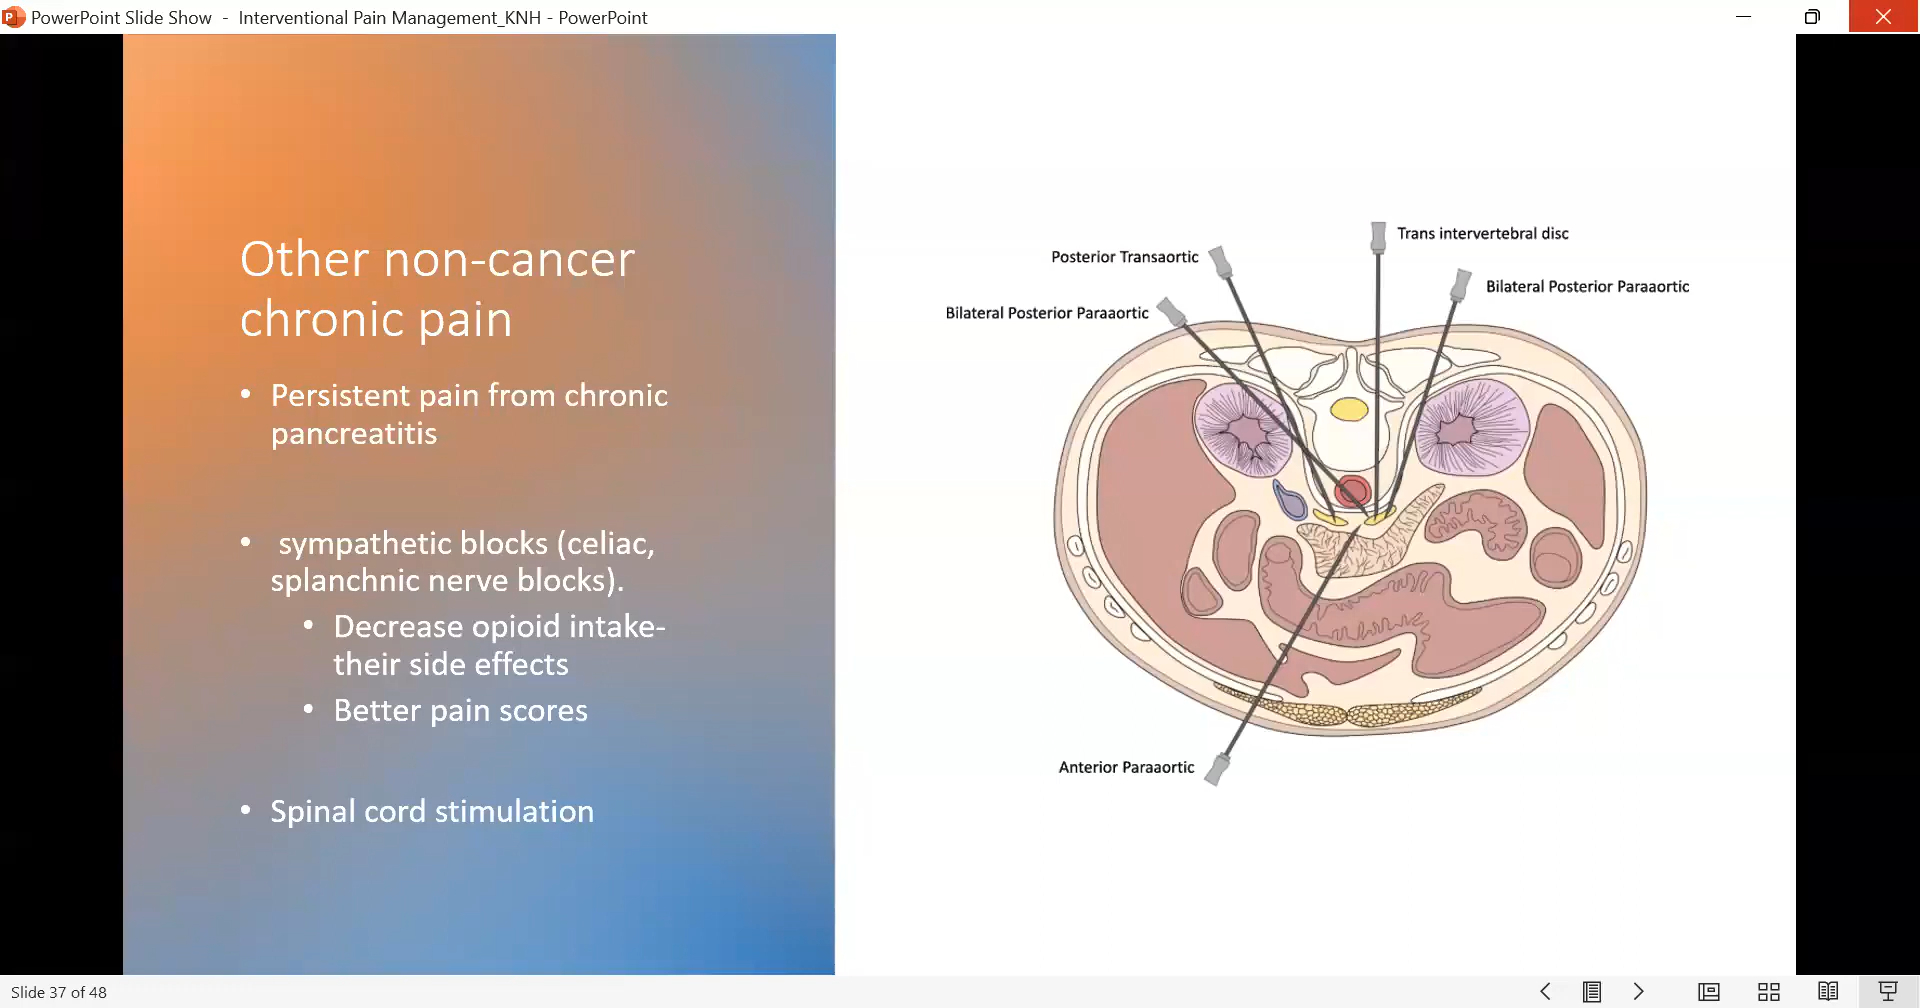 PowerPoint Slide Show - Interventional Pain Management_KNH - PowerPoint
Other non-cancer
chronic pain
• Persistent pain from chronic
pancreatitis
• sympathetic blocks (celiac,
splanchnic nerve blocks).
• Decrease opioid intake-
their side effects
• Better pain scores
• Spinal cord stimulation
Trans intervertebral disc
Posterior Transaortic
Bilateral Posterior Paraaortic
Bilateral Posterior Paraaortic
Anterior Paraaortic
Slide 37 of 48